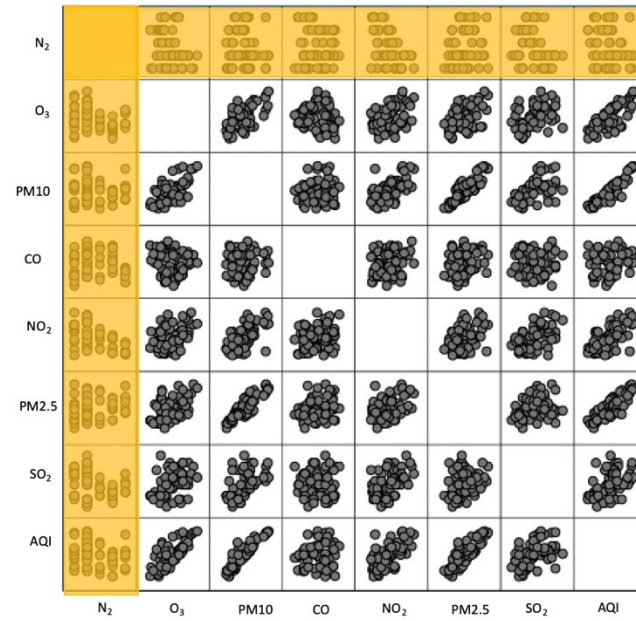 N₂
O₃
PM10
CO
NO₂
PM2.5
SO₂
AQI
N₂ O₃ PM10 CO NO₂ PM2.5 SO₂ AQI